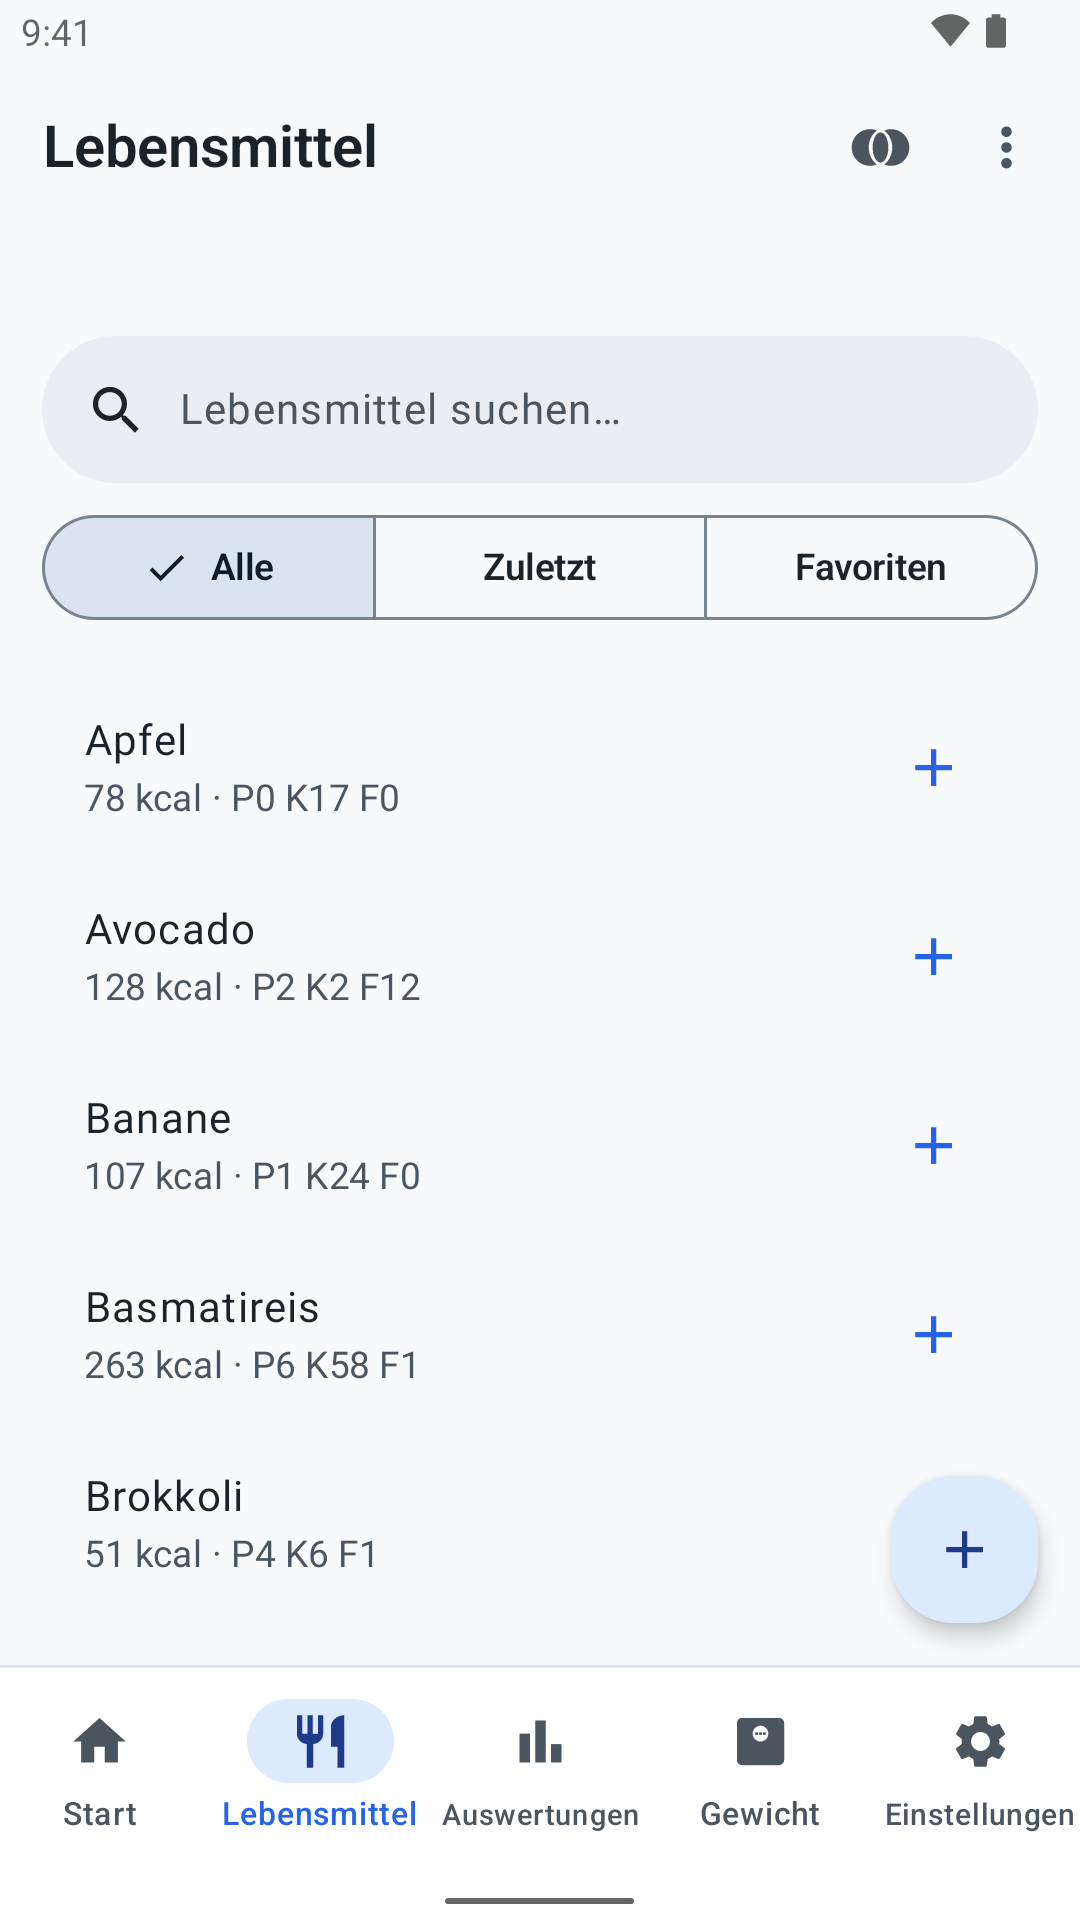 9:41
Lebensmittel
Lebensmittel suchen…
Alle
Zuletzt
Favoriten
Apfel
78 kcal · P0 K17 F0
Avocado
128 kcal · P2 K2 F12
Banane
107 kcal · P1 K24 F0
Basmatireis
263 kcal · P6 K58 F1
Brokkoli
51 kcal · P4 K6 F1
Start
Lebensmittel
Auswertungen
Gewicht
Einstellungen